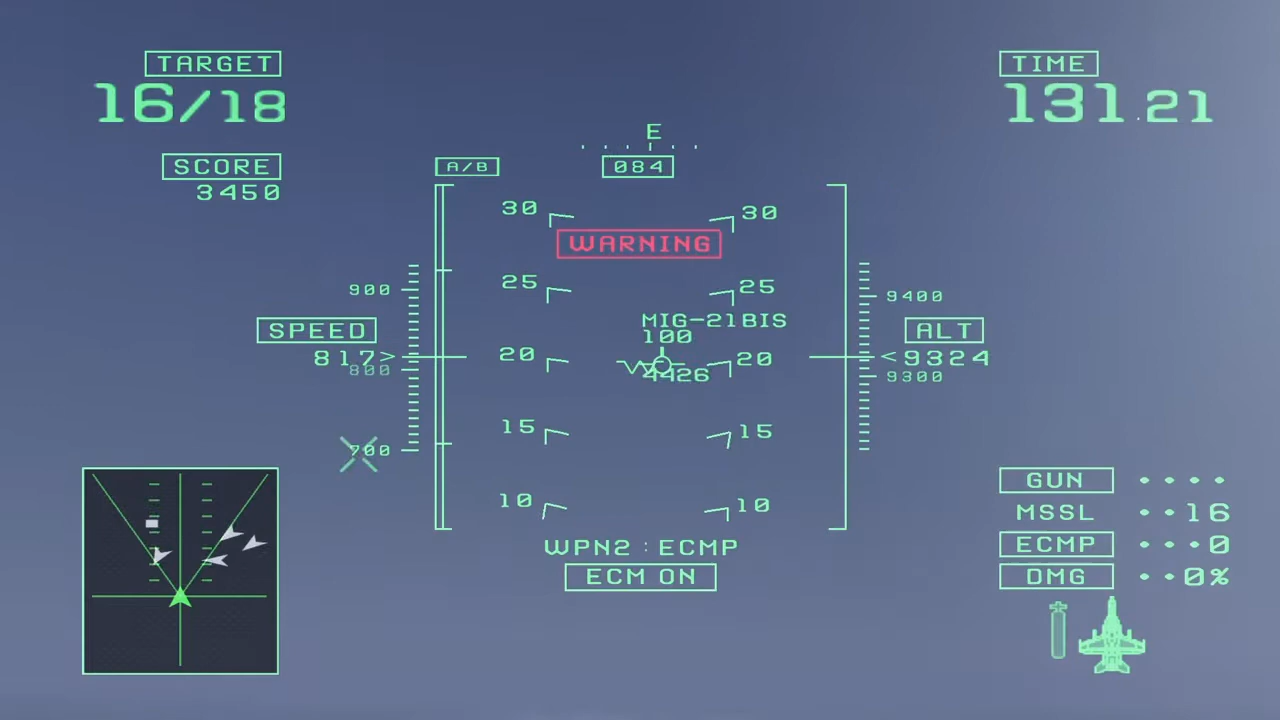 TARGET
16/18
TIME
131.21
SCORE
3450
E
A/B
084
30
30
WARNING
25
25
900
9400
MIG-21BIS
100
SPEED
ALT
817>
20
20
<9324
800
4426
9300
15
15
700
10
10
GUN
MSSL
16
WPN2 : ECMP
ECMP
0
ECM ON
DMG
0%